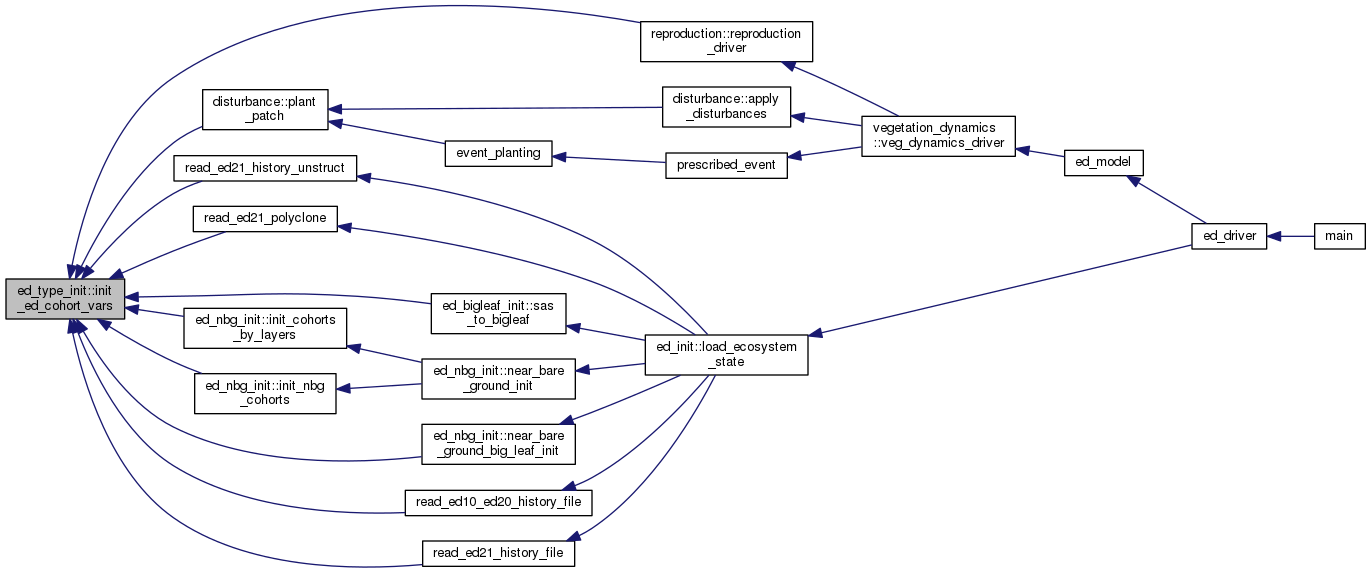 reproduction::reproduction
_driver
disturbance::plant
_patch
disturbance::apply
_disturbances
vegetation_dynamics
::veg_dynamics_driver
event_planting
prescribed_event
ed_model
read_ed21_history_unstruct
read_ed21_polyclone
ed_driver
main
ed_type_init::init
_ed_cohort_vars
ed_bigleaf_init::sas
_to_bigleaf
ed_nbg_init::init_cohorts
_by_layers
ed_init::load_ecosystem
_state
ed_nbg_init::near_bare
_ground_init
ed_nbg_init::init_nbg
_cohorts
ed_nbg_init::near_bare
_ground_big_leaf_init
read_ed10_ed20_history_file
read_ed21_history_file